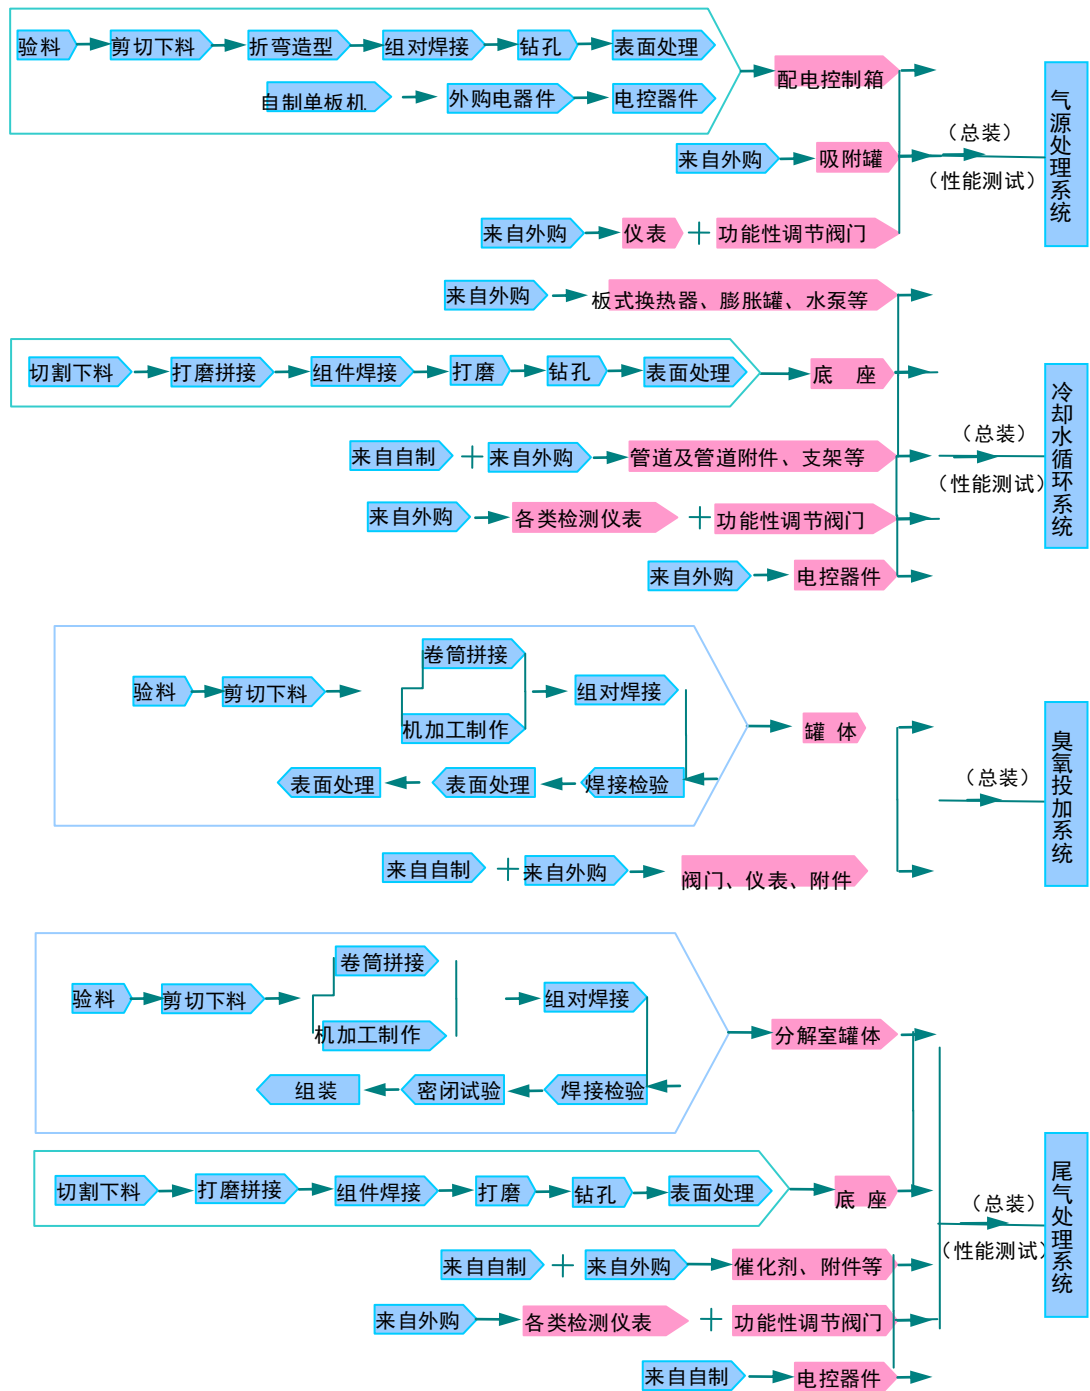 验料 剪切下料 折弯造型 组对焊接 钻孔 表面处理
配电控制箱
自制单板机 外购电器件 电控器件
来自外购 吸附罐
（总装）
（性能测试）
来自外购 仪表 ＋ 功能性调节阀门
气源处理系统
来自外购 板式换热器、膨胀罐、水泵等
切割下料 打磨拼接 组件焊接 打磨 钻孔 表面处理 底 座
来自自制 ＋ 来自外购 管道及管道附件、支架等
（总装）
（性能测试）
来自外购 各类检测仪表 ＋ 功能性调节阀门
来自外购 电控器件
冷却水循环系统
卷筒拼接
验料 剪切下料 组对焊接
机加工制作 罐 体
表面处理 表面处理 焊接检验
（总装）
来自自制 ＋ 来自外购 阀门、仪表、附件
臭氧投加系统
卷筒拼接
验料 剪切下料 组对焊接
机加工制作 分解室罐体
组装 密闭试验 焊接检验
切割下料 打磨拼接 组件焊接 打磨 钻孔 表面处理 底 座
（总装）
（性能测试）
来自自制 ＋ 来自外购 催化剂、附件等
来自外购 各类检测仪表 ＋ 功能性调节阀门
来自自制 电控器件
尾气处理系统